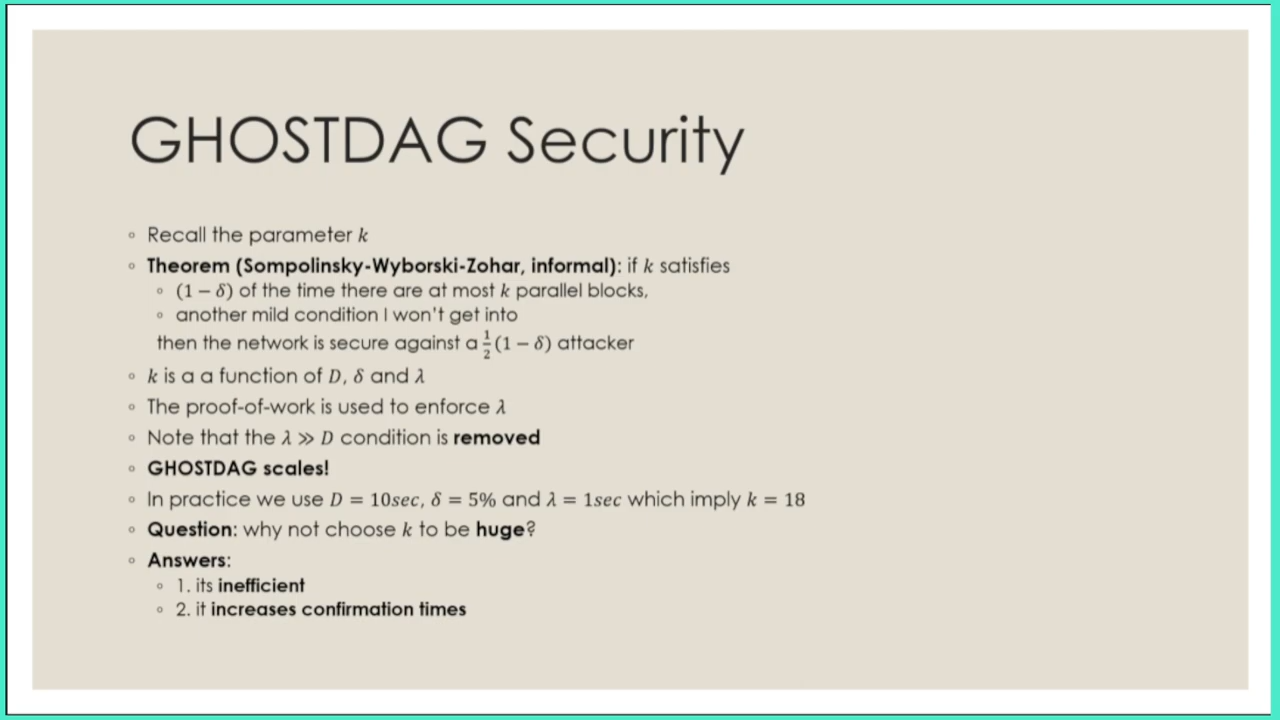 GHOSTDAG Security
◦ Recall the parameter k
◦ Theorem (Sompolinsky-Wyborski-Zohar, informal): if k satisfies
◦ (1 − δ) of the time there are at most k parallel blocks,
◦ another mild condition I won't get into
then the network is secure against a 1/2 (1 − δ) attacker
◦ k is a a function of D, δ and λ
◦ The proof-of-work is used to enforce λ
◦ Note that the λ ≫ D condition is removed
◦ GHOSTDAG scales!
◦ In practice we use D = 10sec, δ = 5% and λ = 1sec which imply k = 18
◦ Question: why not choose k to be huge?
◦ Answers:
◦ 1. its inefficient
◦ 2. it increases confirmation times